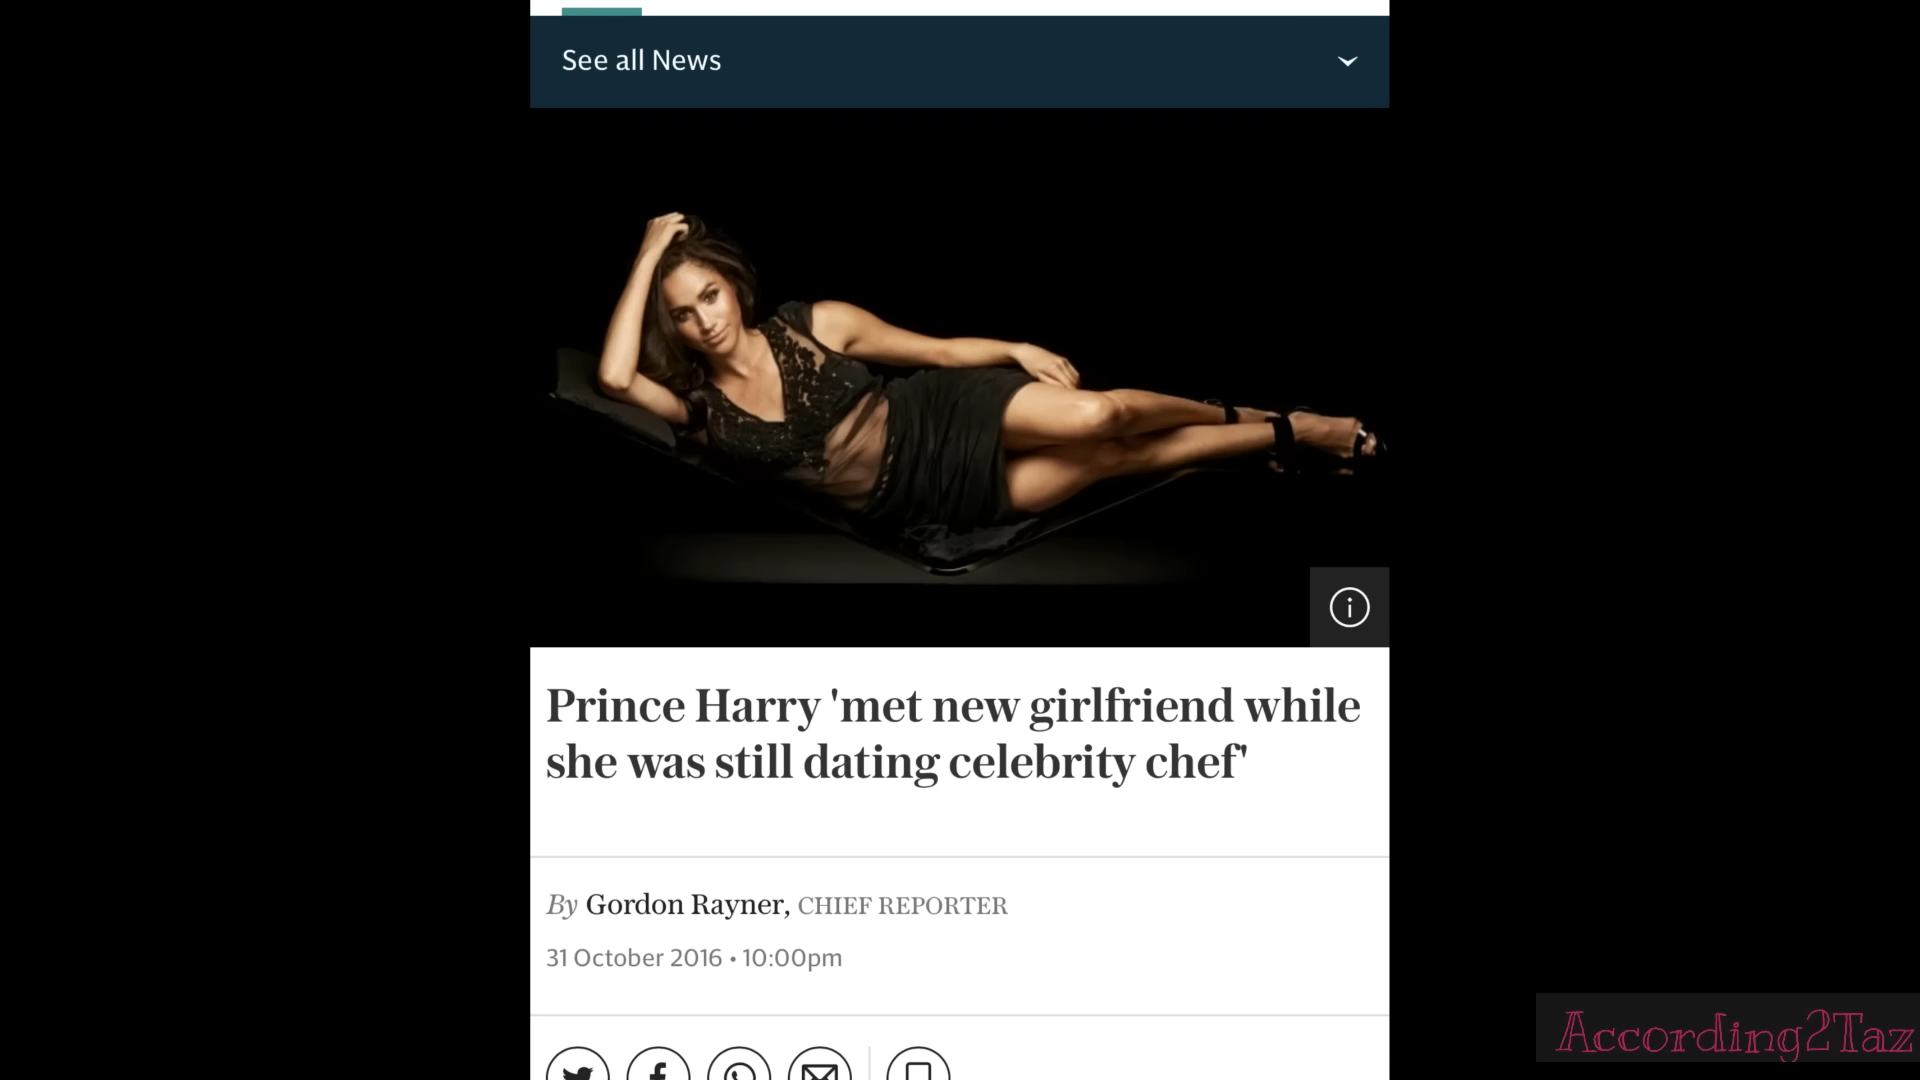 See all News
Prince Harry 'met new girlfriend while
she was still dating celebrity chef'
By Gordon Rayner, CHIEF REPORTER
31 October 2016 • 10:00pm
According2Taz